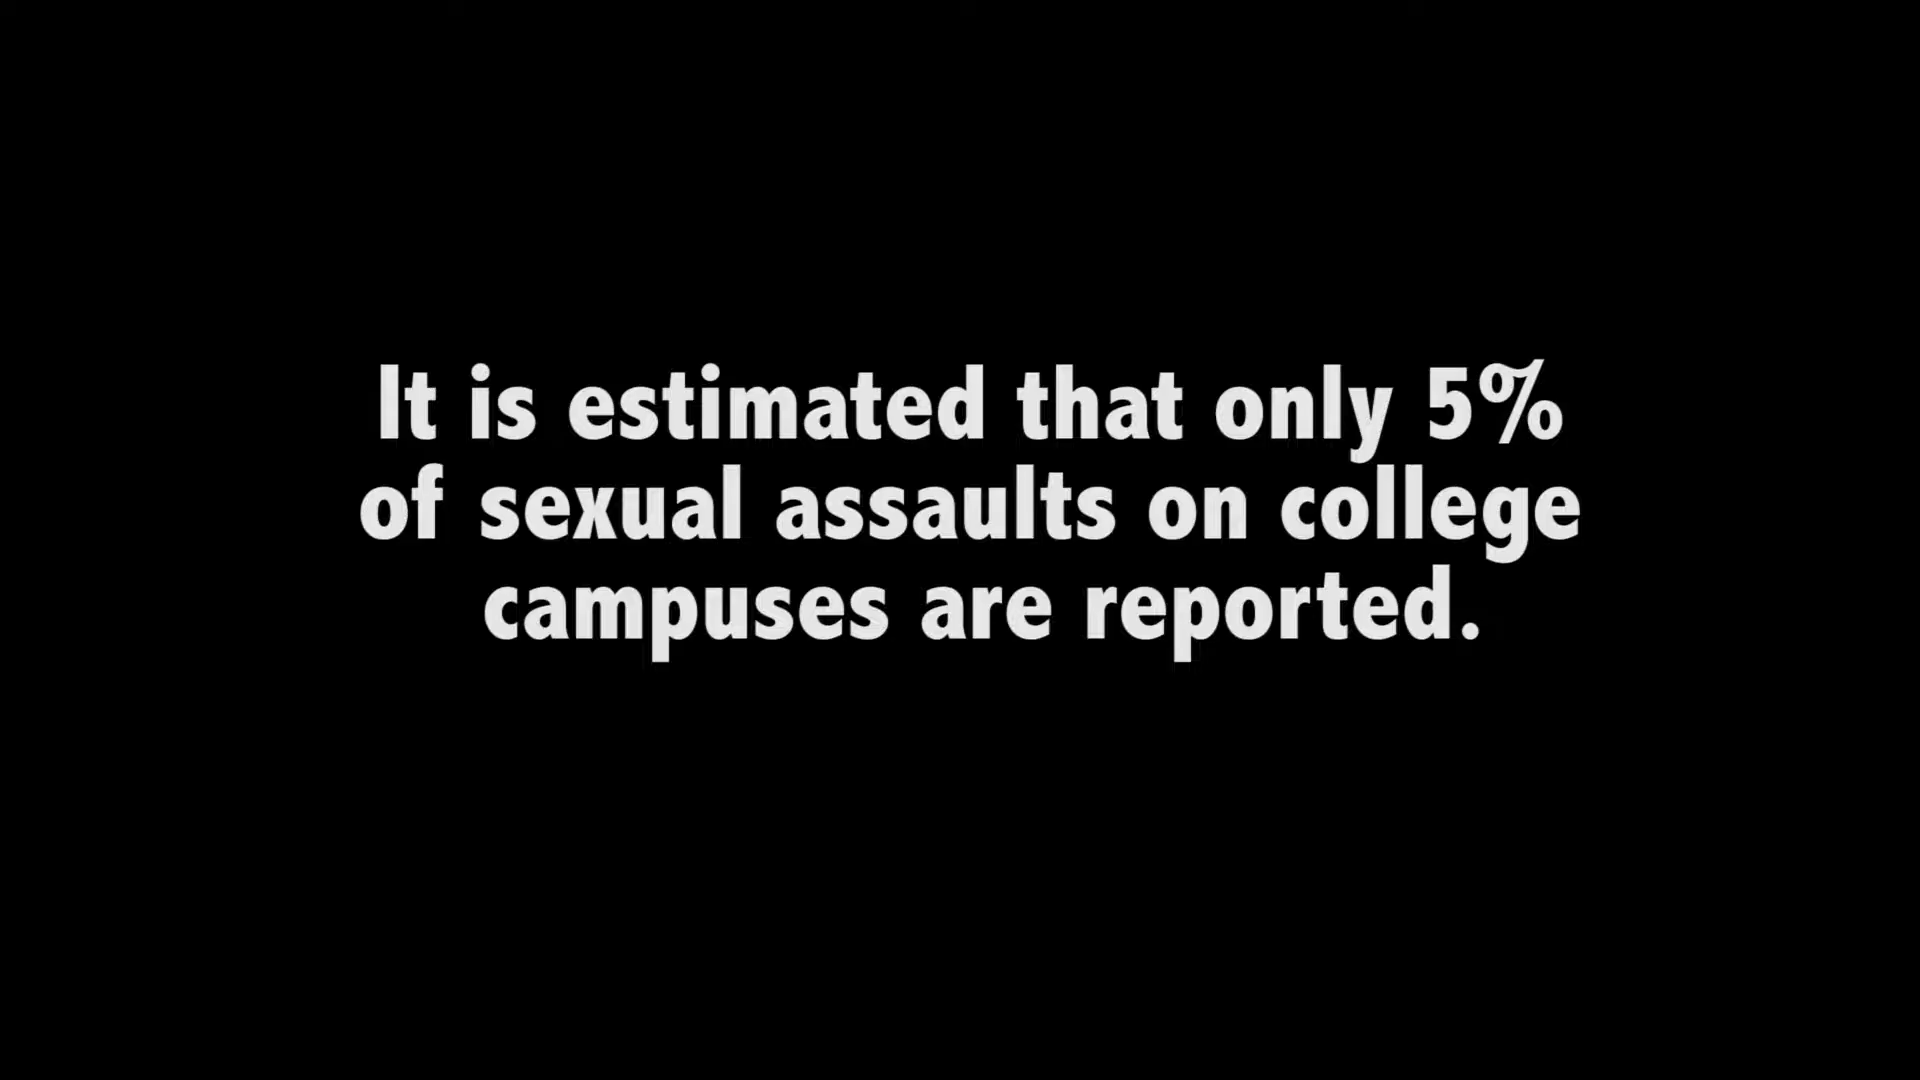 It is estimated that only 5%
of sexual assaults on college
campuses are reported.